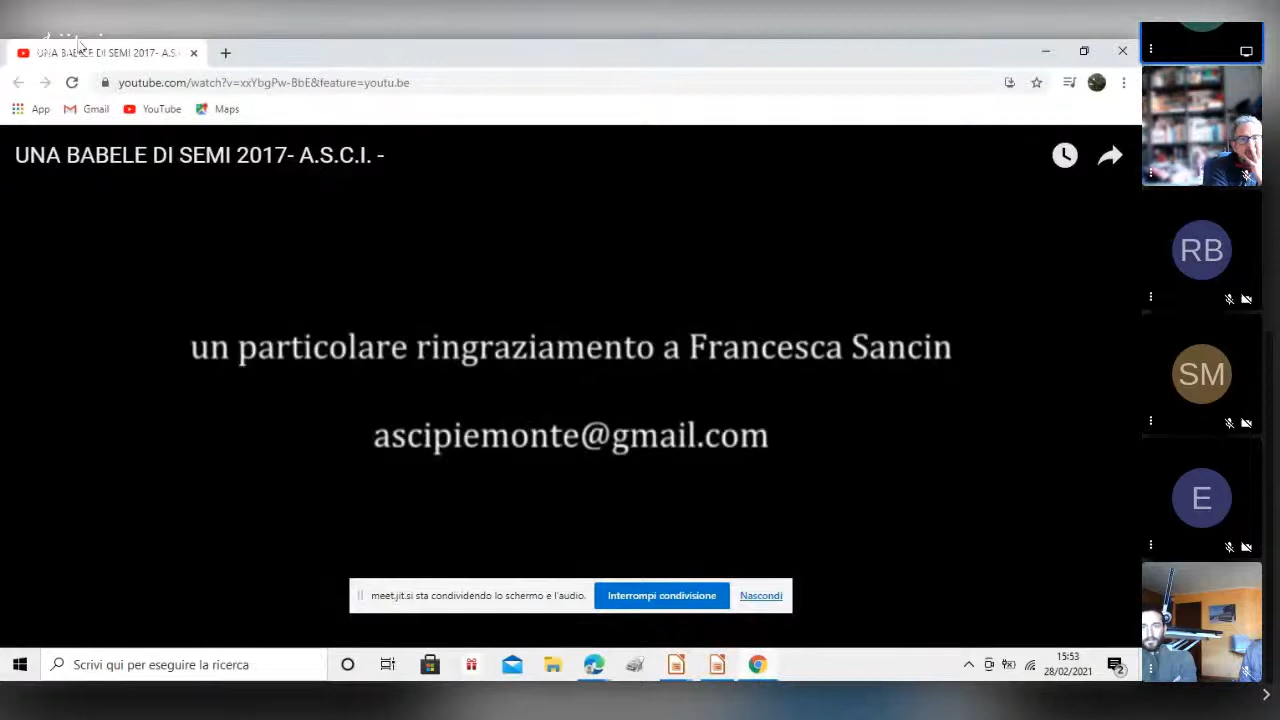 UNA BABELE DI SEMI 2017- A.S.C.
youtube.com/watch?v=xxYbgPw-BbE&feature=youtu.be
App Gmail YouTube Maps
UNA BABELE DI SEMI 2017- A.S.C.I. -
un particolare ringraziamento a Francesca Sancin
ascipiemonte@gmail.com
meet.jit.si sta condividendo lo schermo e l'audio. Interrompi condivisione Nascondi
Scrivi qui per eseguire la ricerca
15:53
28/02/2021
2
RB
SM
E